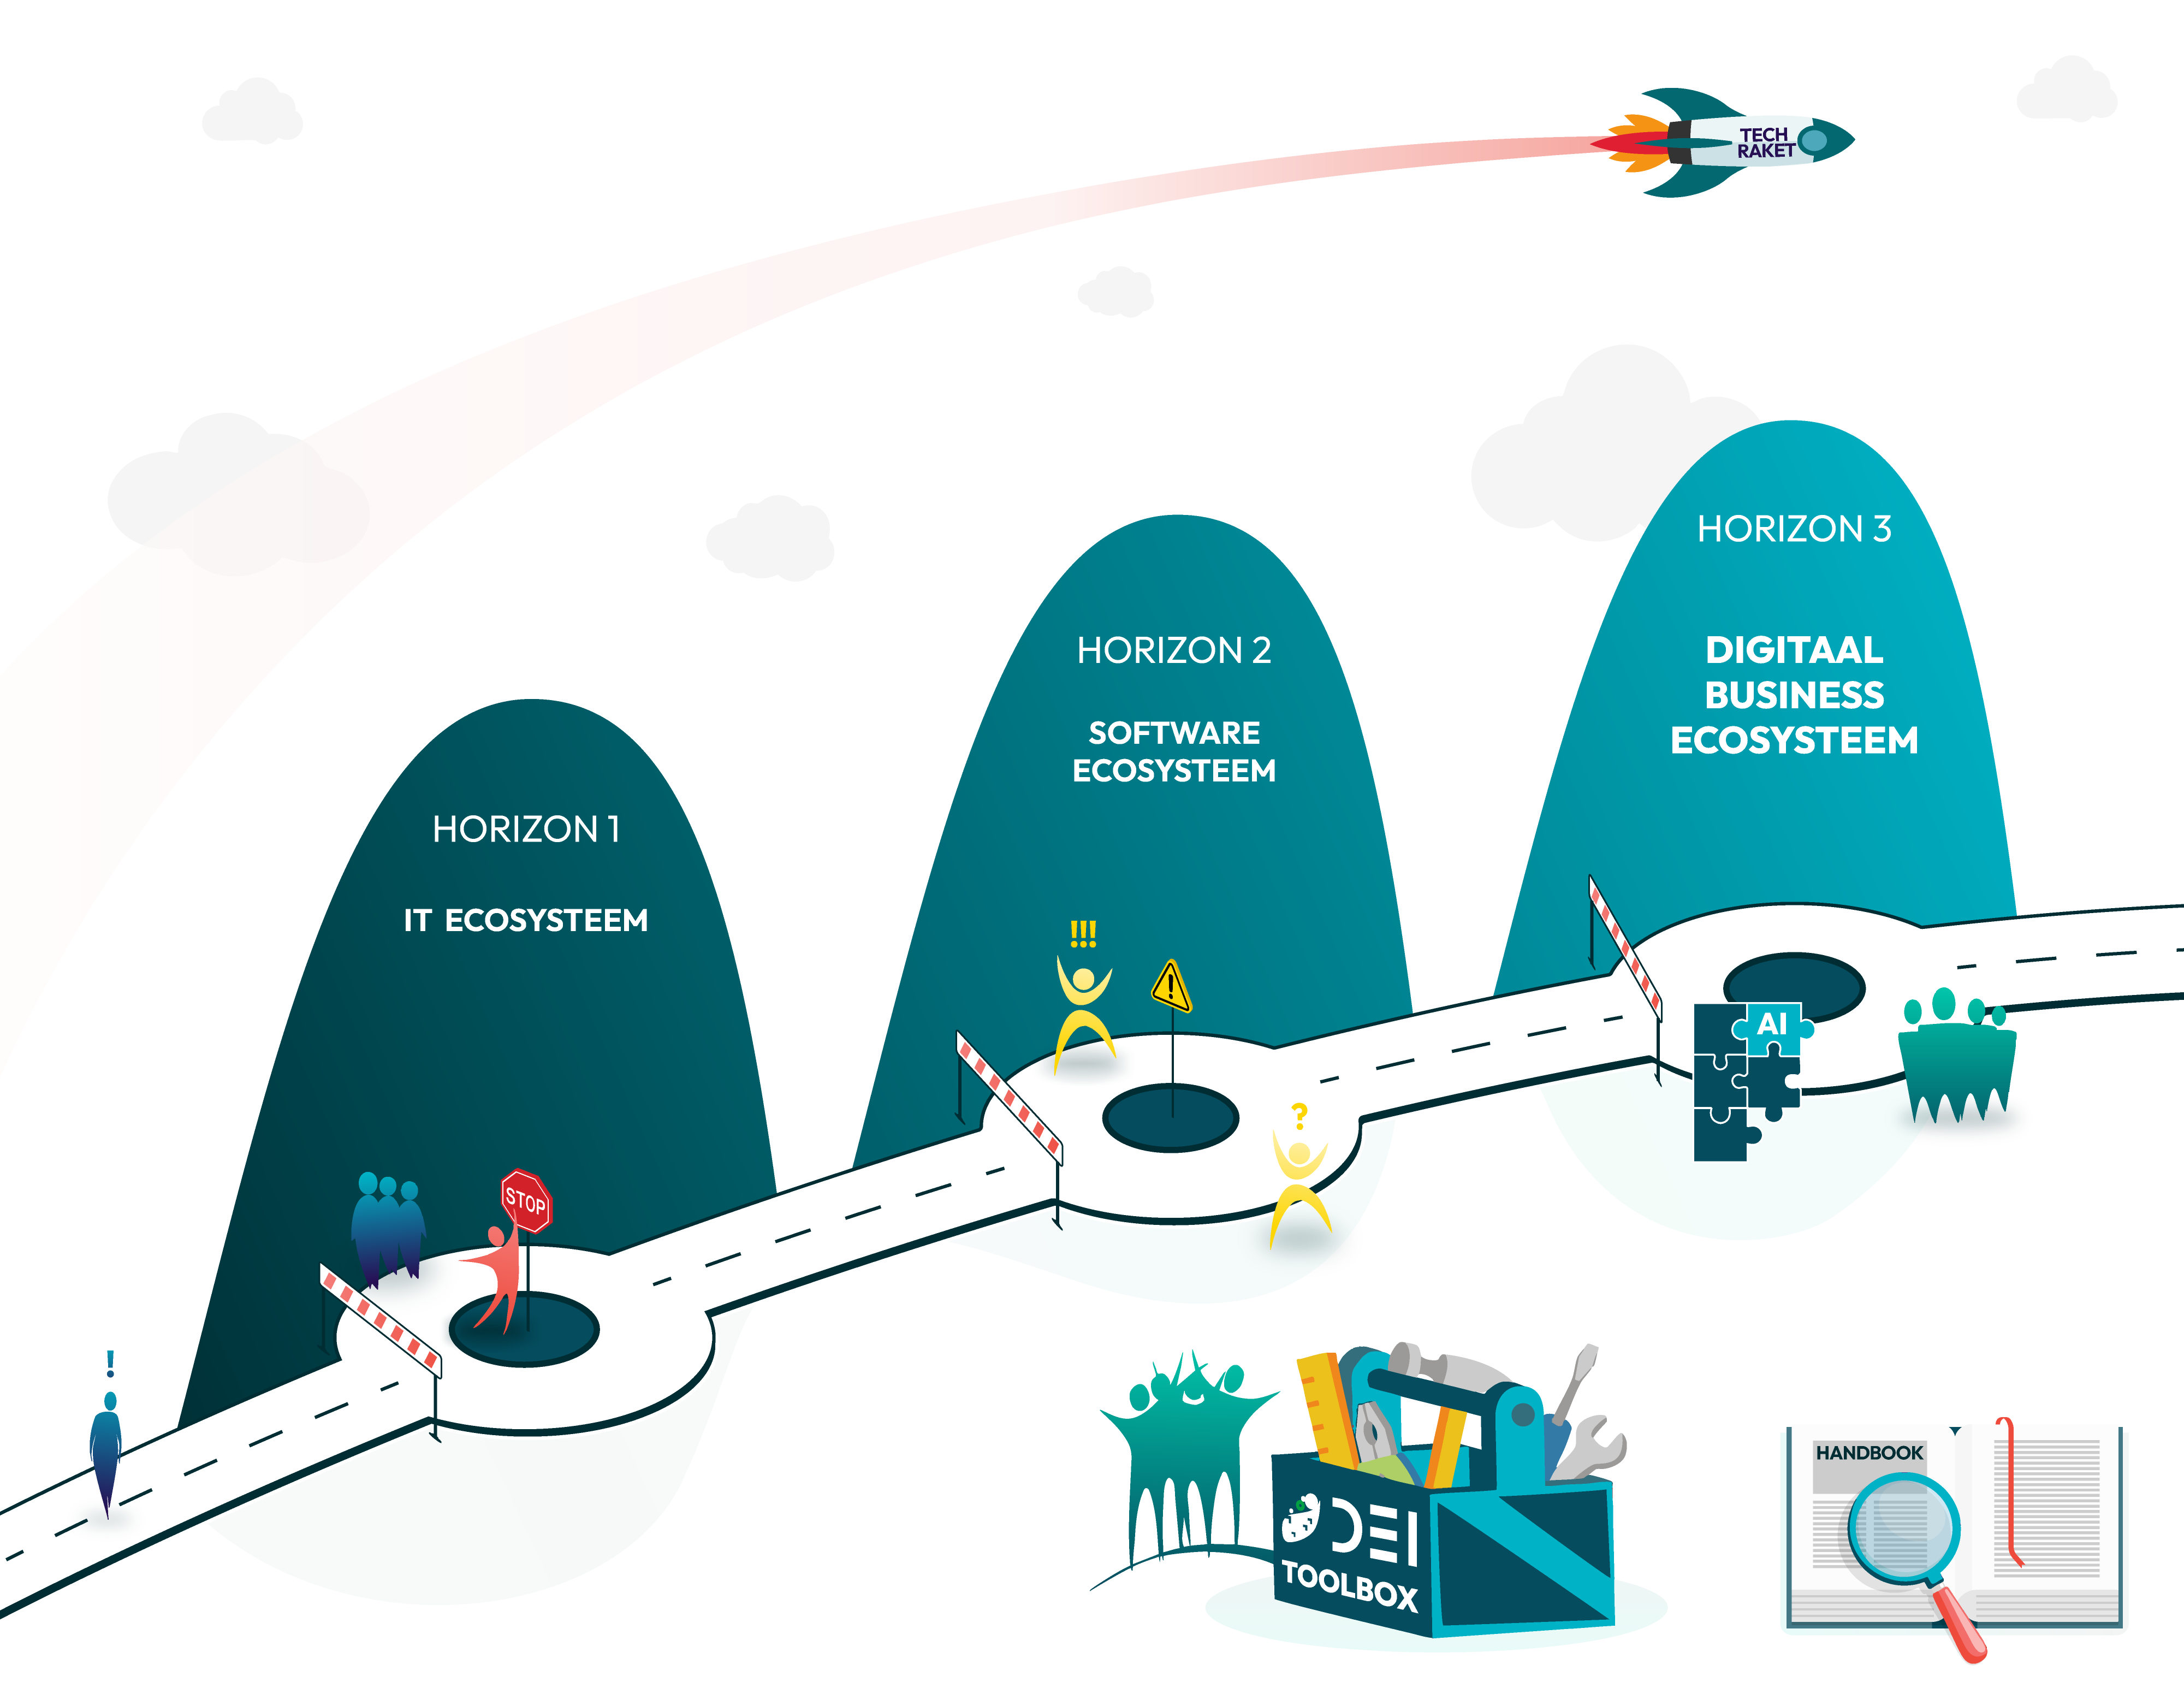 TECH
RAKET
HORIZON 3
DIGITAAL
BUSINESS
ECOSYSTEEM
HORIZON 2
SOFTWARE
ECOSYSTEEM
HORIZON 1
IT ECOSYSTEEM
!!!
!
AI
?
STOP
!
HANDBOOK
DEI
TOOLBOX